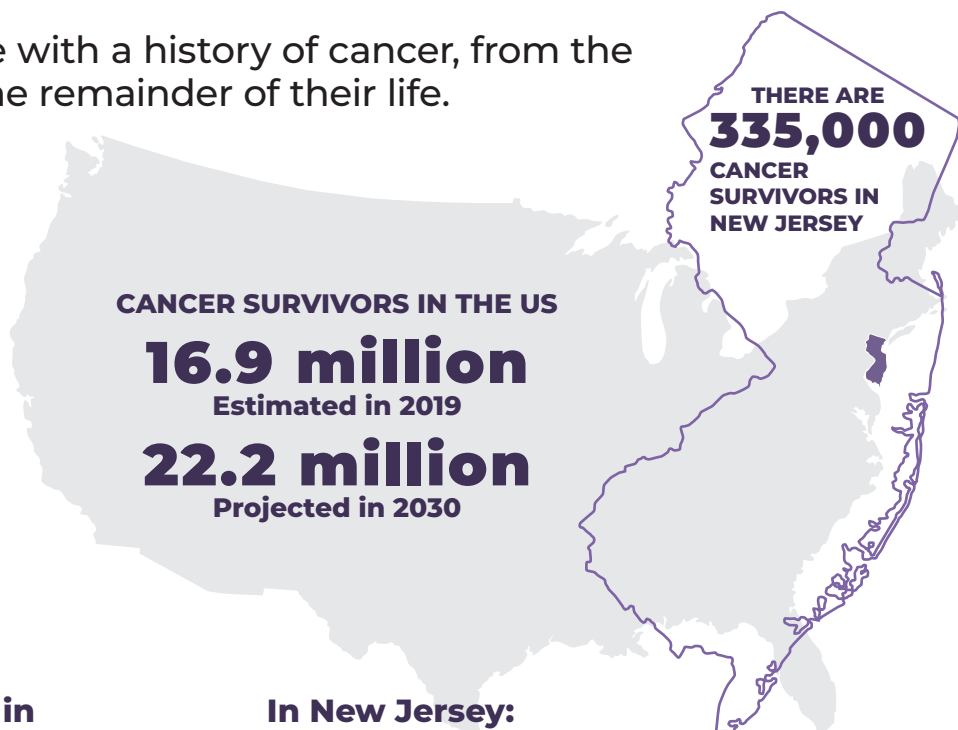 e with a history of cancer, from the
ne remainder of their life.
THERE ARE
335,000
CANCER
SURVIVORS IN
NEW JERSEY
CANCER SURVIVORS IN THE US
16.9 million
Estimated in 2019
22.2 million
Projected in 2030
in
In New Jersey: